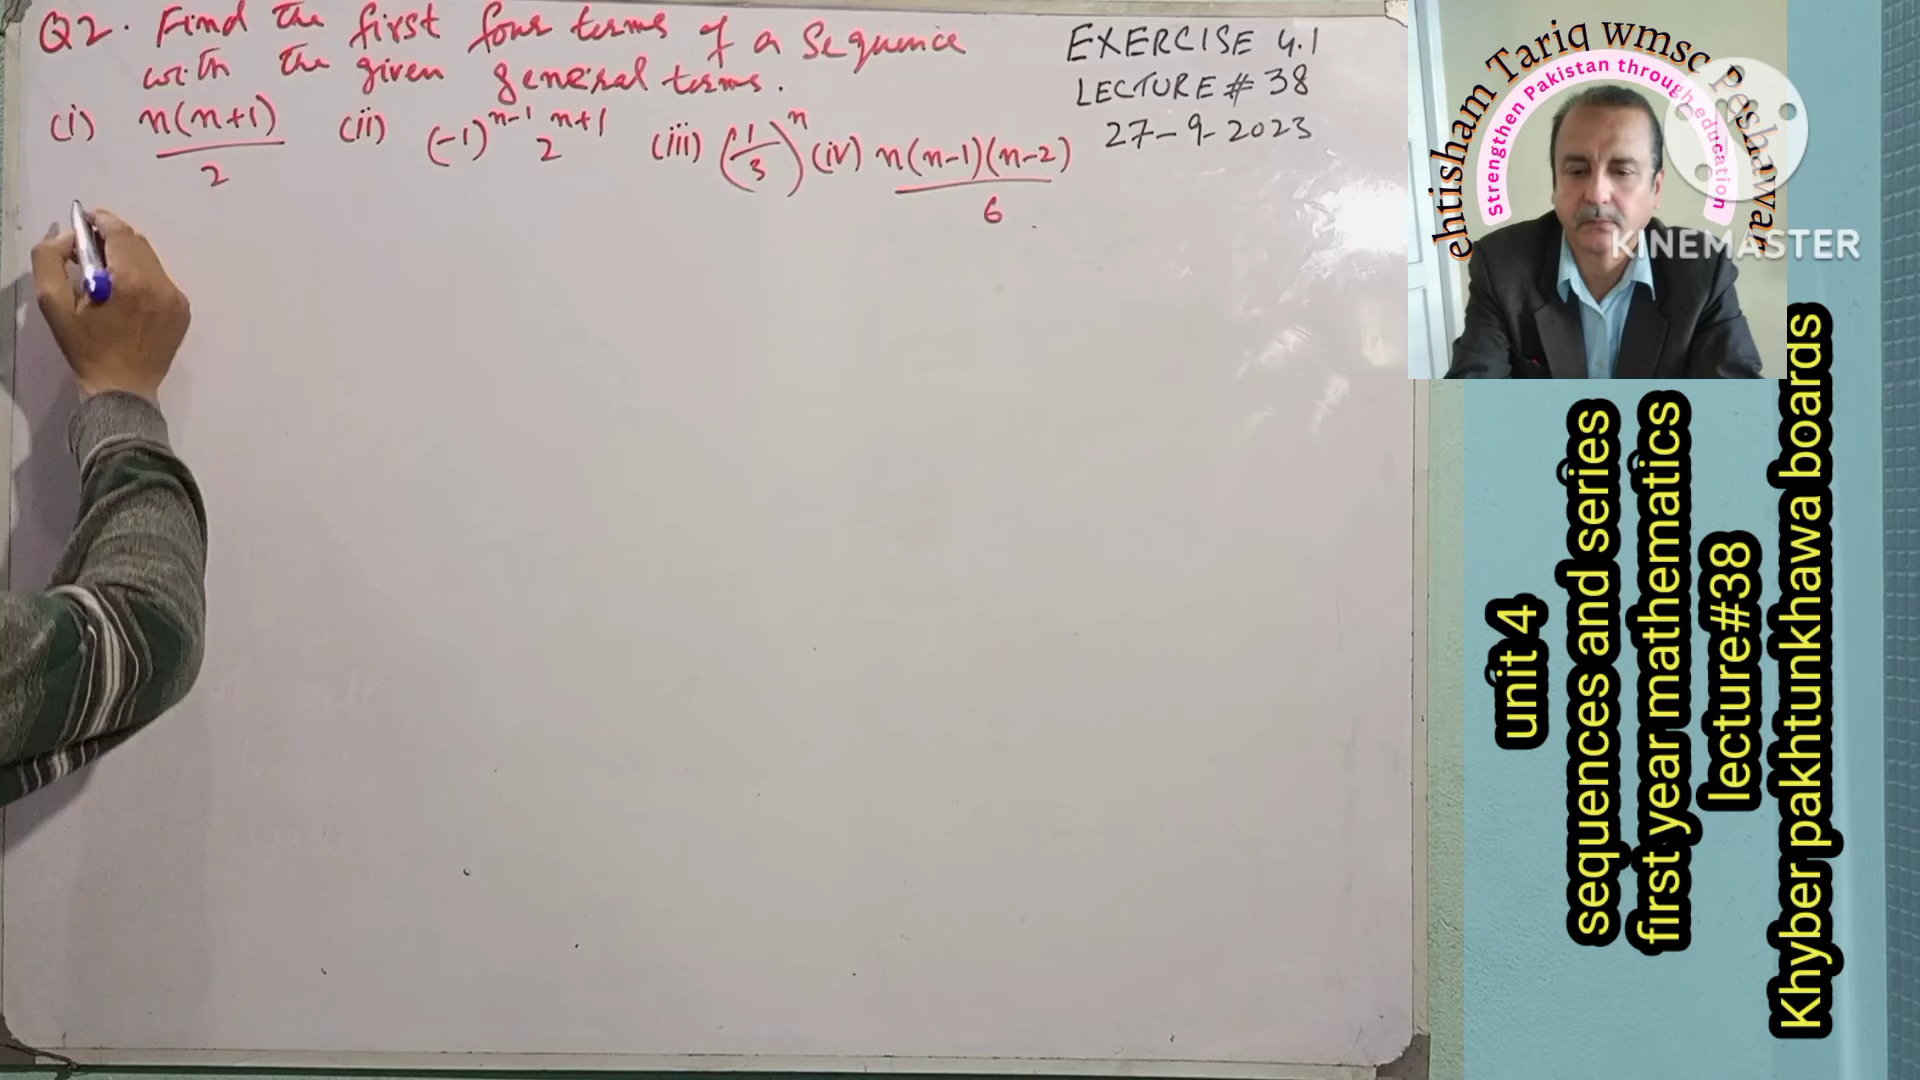 Q2. Find the first four terms of a sequence
with the given general terms.
(i) n(n+1)/2 (ii) (-1)^{n-1} 2^{n+1} (iii) (1/3)^n (iv) n(n-1)(n-2)/6
EXERCISE 4.1
LECTURE # 38
27-9-2023
ehtisham Tariq wmsc Peshawar
Strengthen Pakistan through education
KINEMASTER
unit 4
sequences and series
first year mathematics
lecture#38
Khyber pakhtunkhawa boards